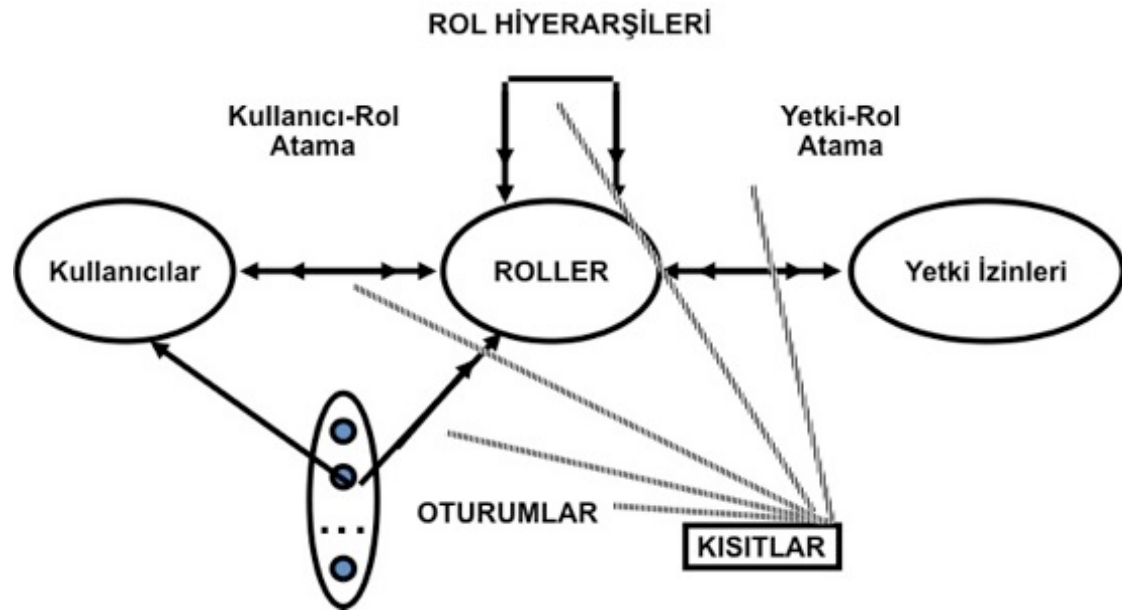 ROL HİYERARŞİLERİ
Kullanıcı-Rol
Atama
Yetki-Rol
Atama
Kullanıcılar
ROLLER
Yetki İzinleri
...
OTURUMLAR
KISITLAR